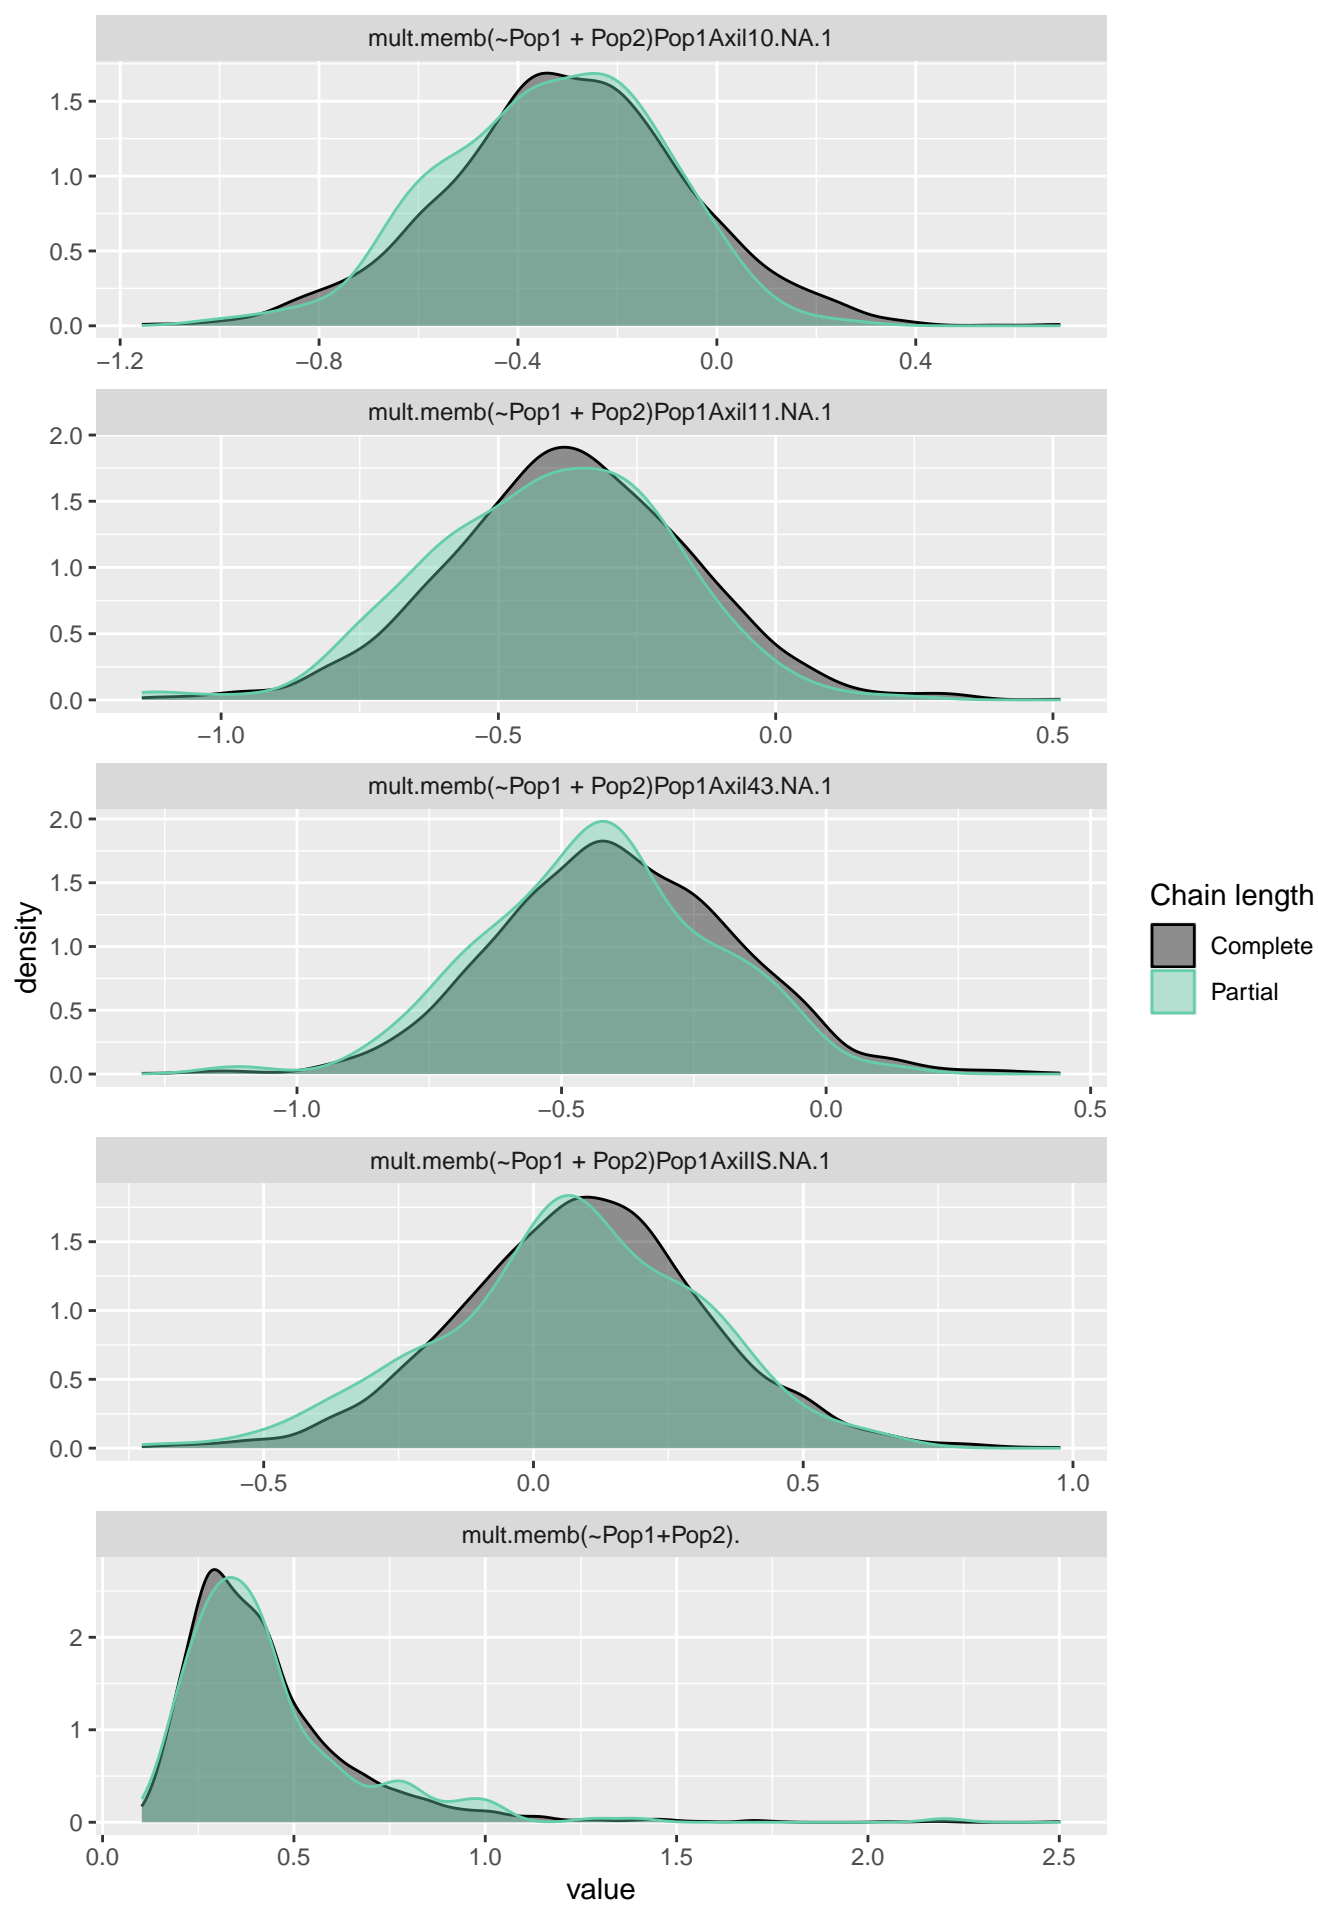 mult.memb(~Pop1 + Pop2)Pop1Axil10.NA.1
1.5
1.0
0.5
0.0
−1.2 −0.8 −0.4 0.0 0.4
mult.memb(~Pop1 + Pop2)Pop1Axil11.NA.1
2.0
1.5
1.0
0.5
0.0
−1.0 −0.5 0.0 0.5
mult.memb(~Pop1 + Pop2)Pop1Axil43.NA.1
2.0
1.5
1.0
0.5
0.0
−1.0 −0.5 0.0 0.5
mult.memb(~Pop1 + Pop2)Pop1AxilIS.NA.1
1.5
1.0
0.5
0.0
−0.5 0.0 0.5 1.0
mult.memb(~Pop1+Pop2).
2
1
0
0.0 0.5 1.0 1.5 2.0 2.5
value
density
Chain length
Complete
Partial